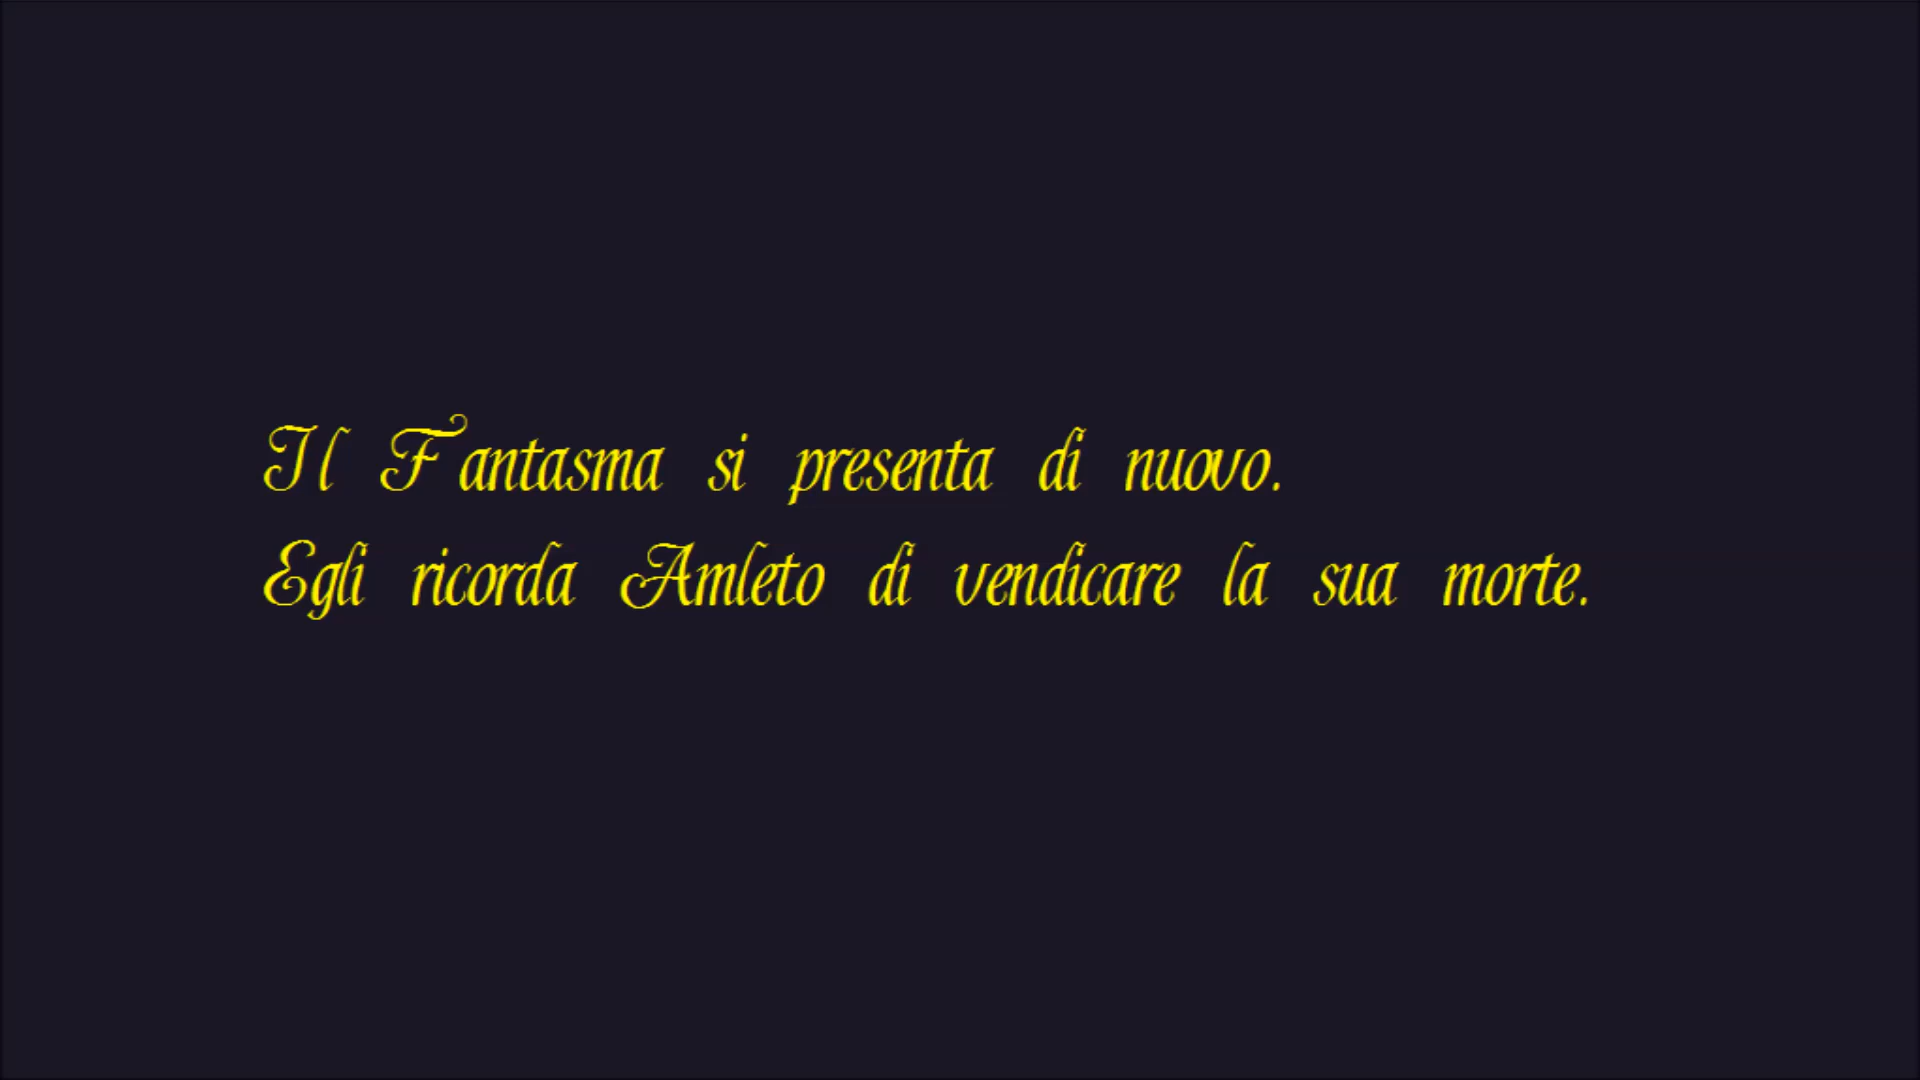 Il Fantasma si presenta di nuovo.
Egli ricorda Amleto di vendicare la sua morte.